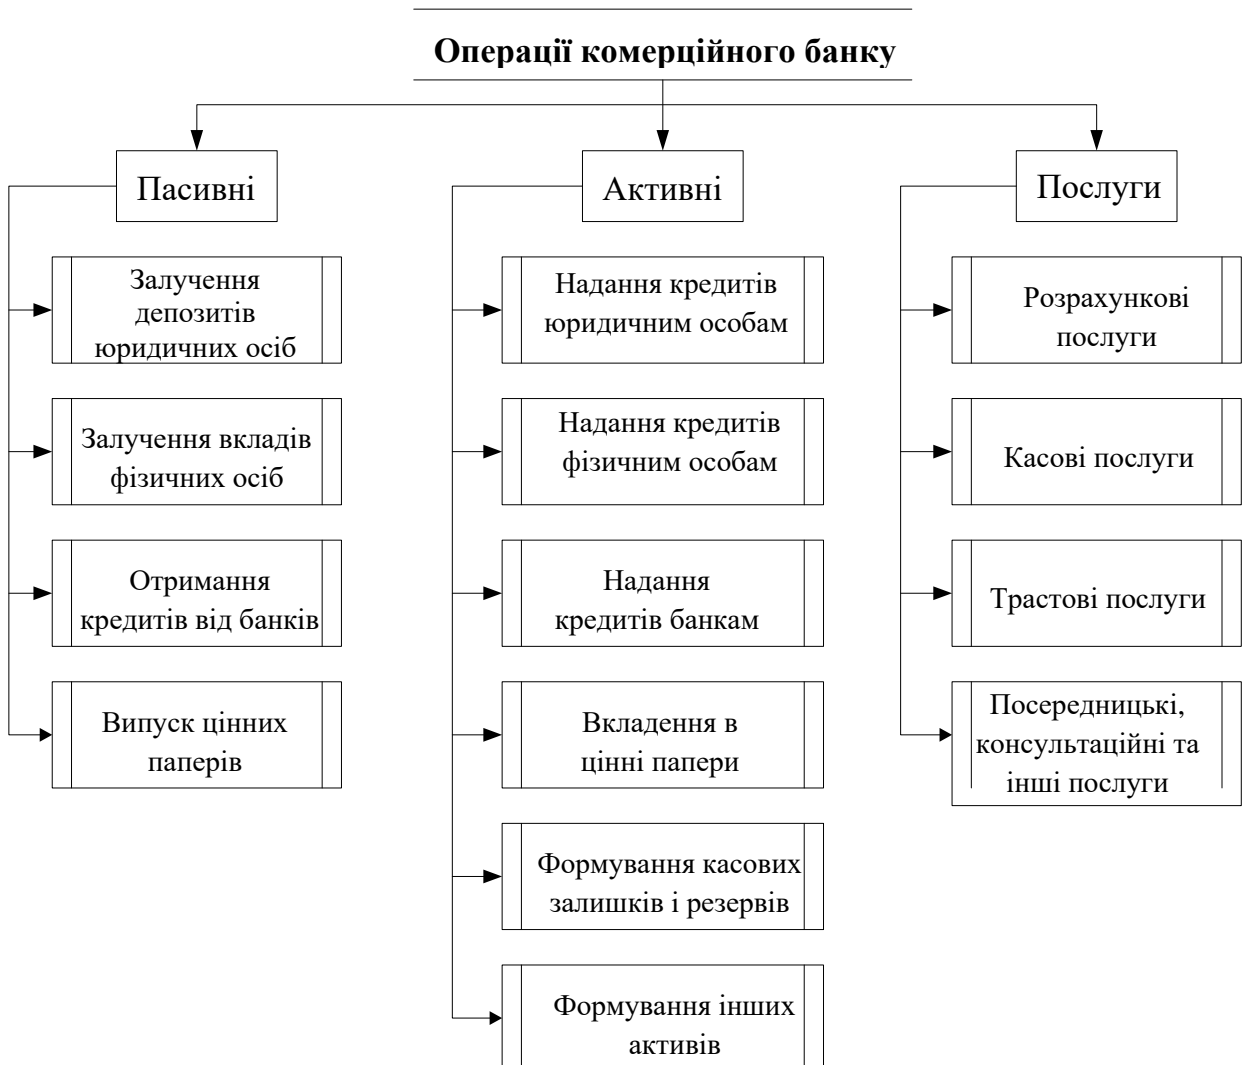 Операції комерційного банку
Пасивні
Залучення
депозитів
юридичних осіб
Залучення вкладів
фізичних осіб
Отримання
кредитів від банків
Випуск цінних
паперів
Активні
Надання кредитів
юридичним особам
Надання кредитів
фізичним особам
Надання
кредитів банкам
Вкладення в
цінні папери
Формування касових
залишків і резервів
Формування інших
активів
Послуги
Розрахункові
послуги
Касові послуги
Трастові послуги
Посередницькі,
консультаційні та
інші послуги